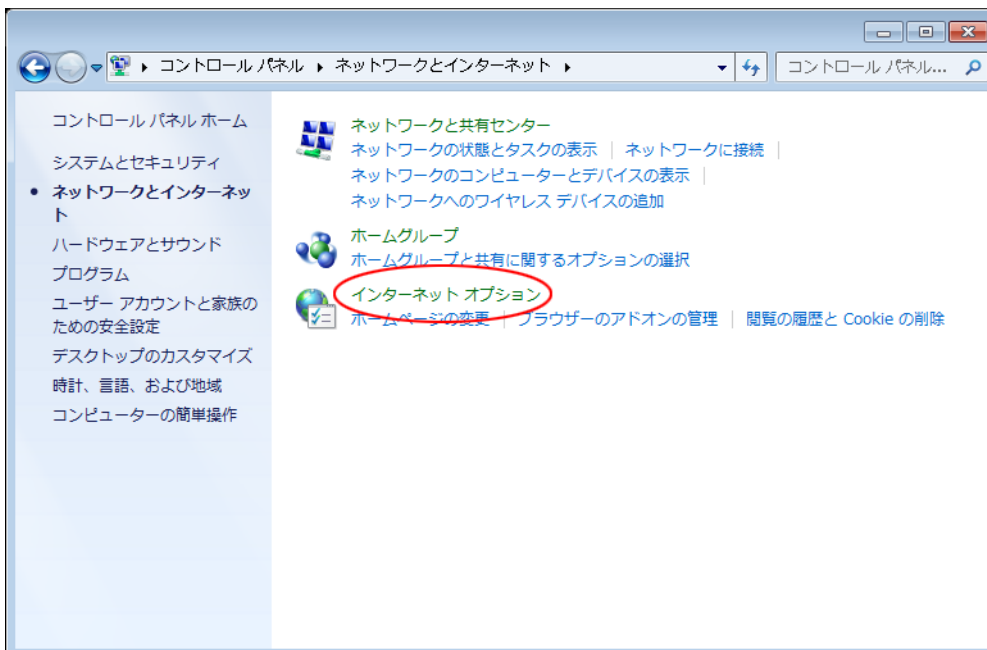 コントロール パネル ネットワークとインターネット
コントロール パネル...
コントロール パネル ホーム
システムとセキュリティ
ネットワークとインターネッ
ト
ハードウェアとサウンド
プログラム
ユーザー アカウントと家族の
ための安全設定
デスクトップのカスタマイズ
時計、言語、および地域
コンピューターの簡単操作
ネットワークと共有センター
ネットワークの状態とタスクの表示 ネットワークに接続
ネットワークのコンピューターとデバイスの表示
ネットワークへのワイヤレス デバイスの追加
ホームグループ
ホームグループと共有に関するオプションの選択
インターネット オプション
ホームページの変更 ブラウザーのアドオンの管理 閲覧の履歴と Cookie の削除